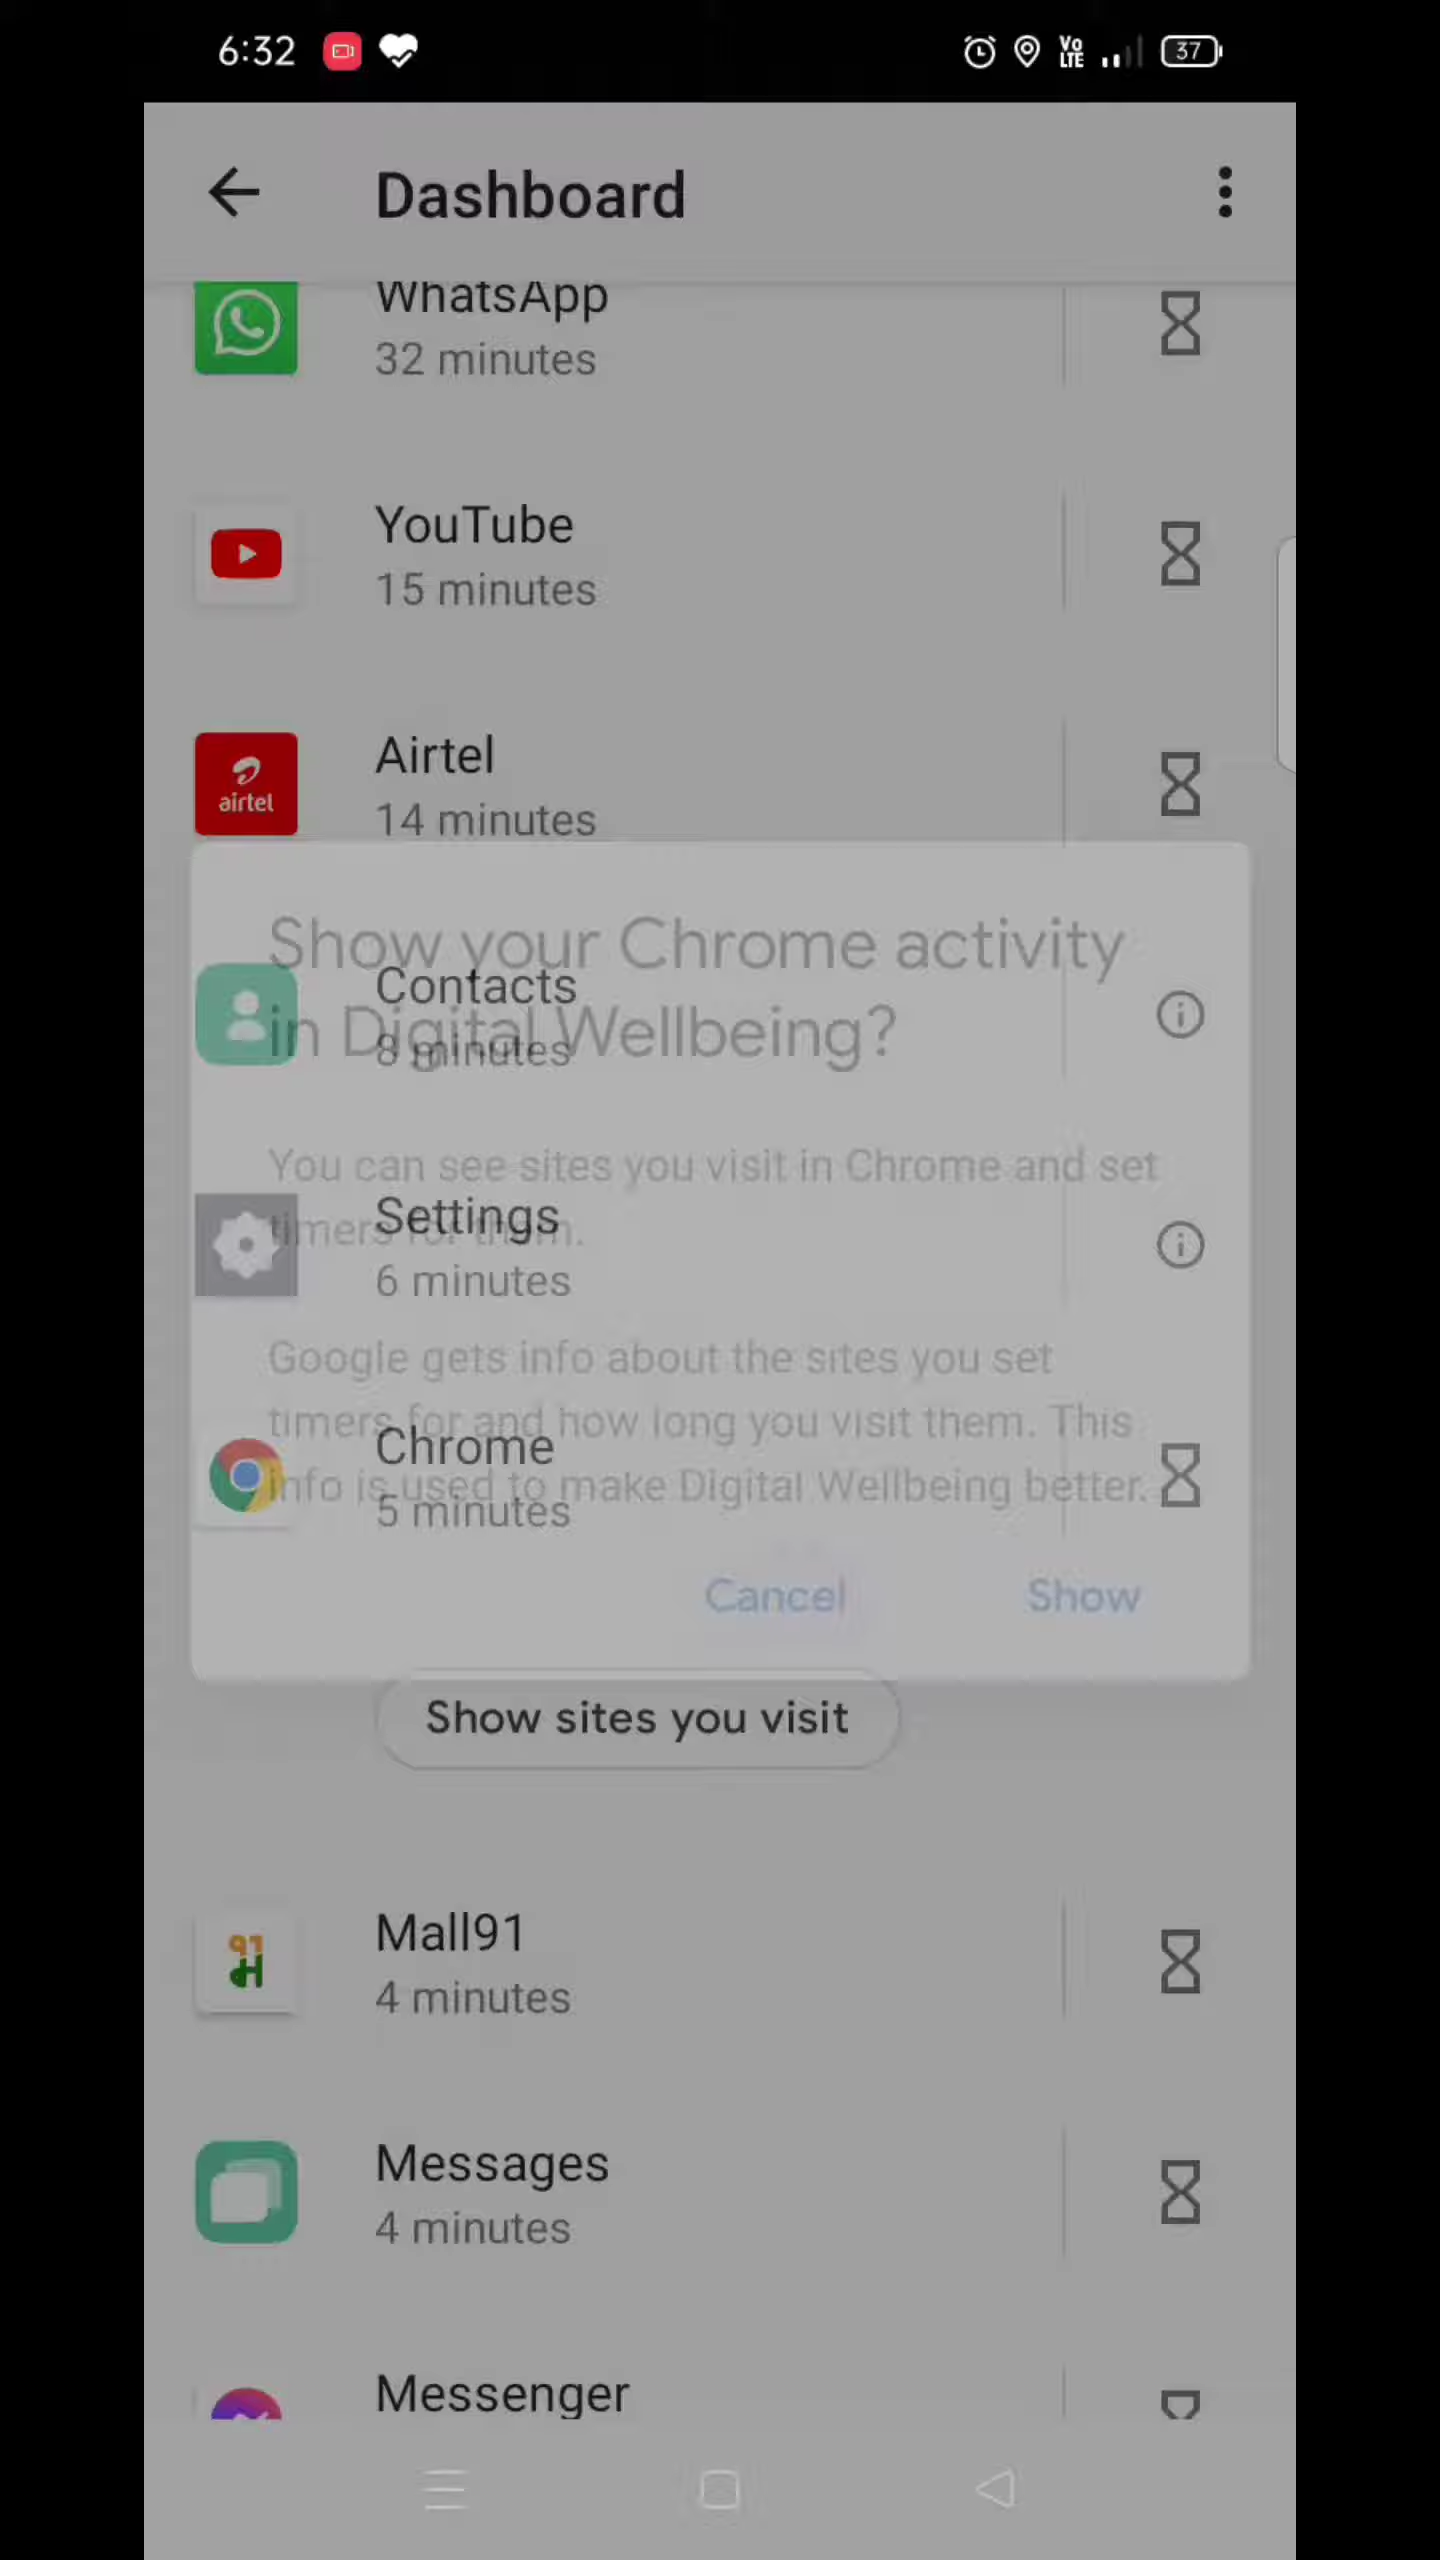 6:32
Vo
LTE
37
Dashboard
WhatsApp
32 minutes
YouTube
15 minutes
airtel
Airtel
14 minutes
Show your Chrome activity
in Digital Wellbeing?
Contacts
8 minutes
You can see sites you visit in Chrome and set
timers for them.
Settings
6 minutes
Google gets info about the sites you set
timers for and how long you visit them. This
info is used to make Digital Wellbeing better.
Chrome
5 minutes
Cancel
Show
Show sites you visit
Mall91
4 minutes
Messages
4 minutes
Messenger